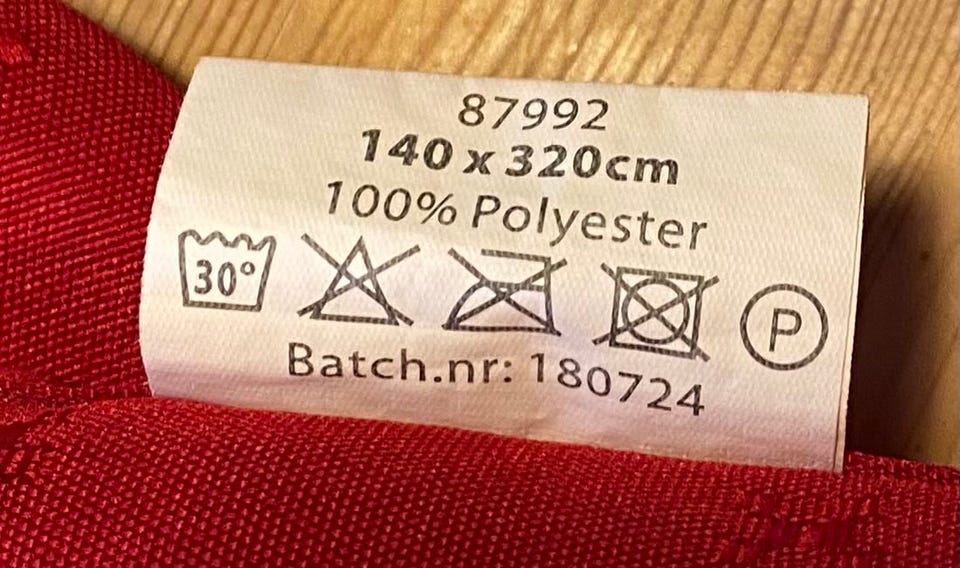 87992
140 x 320cm
100% Polyester
30° P
Batch.nr: 180724